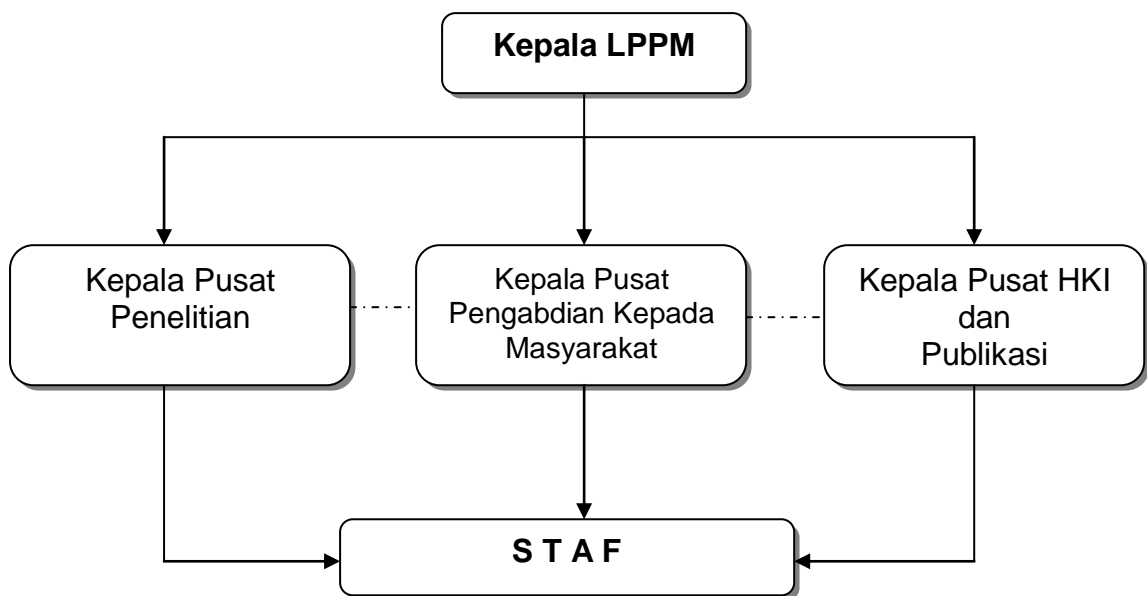 Kepala LPPM
Kepala Pusat
Penelitian
Kepala Pusat
Pengabdian Kepada
Masyarakat
Kepala Pusat HKI
dan
Publikasi
S T A F